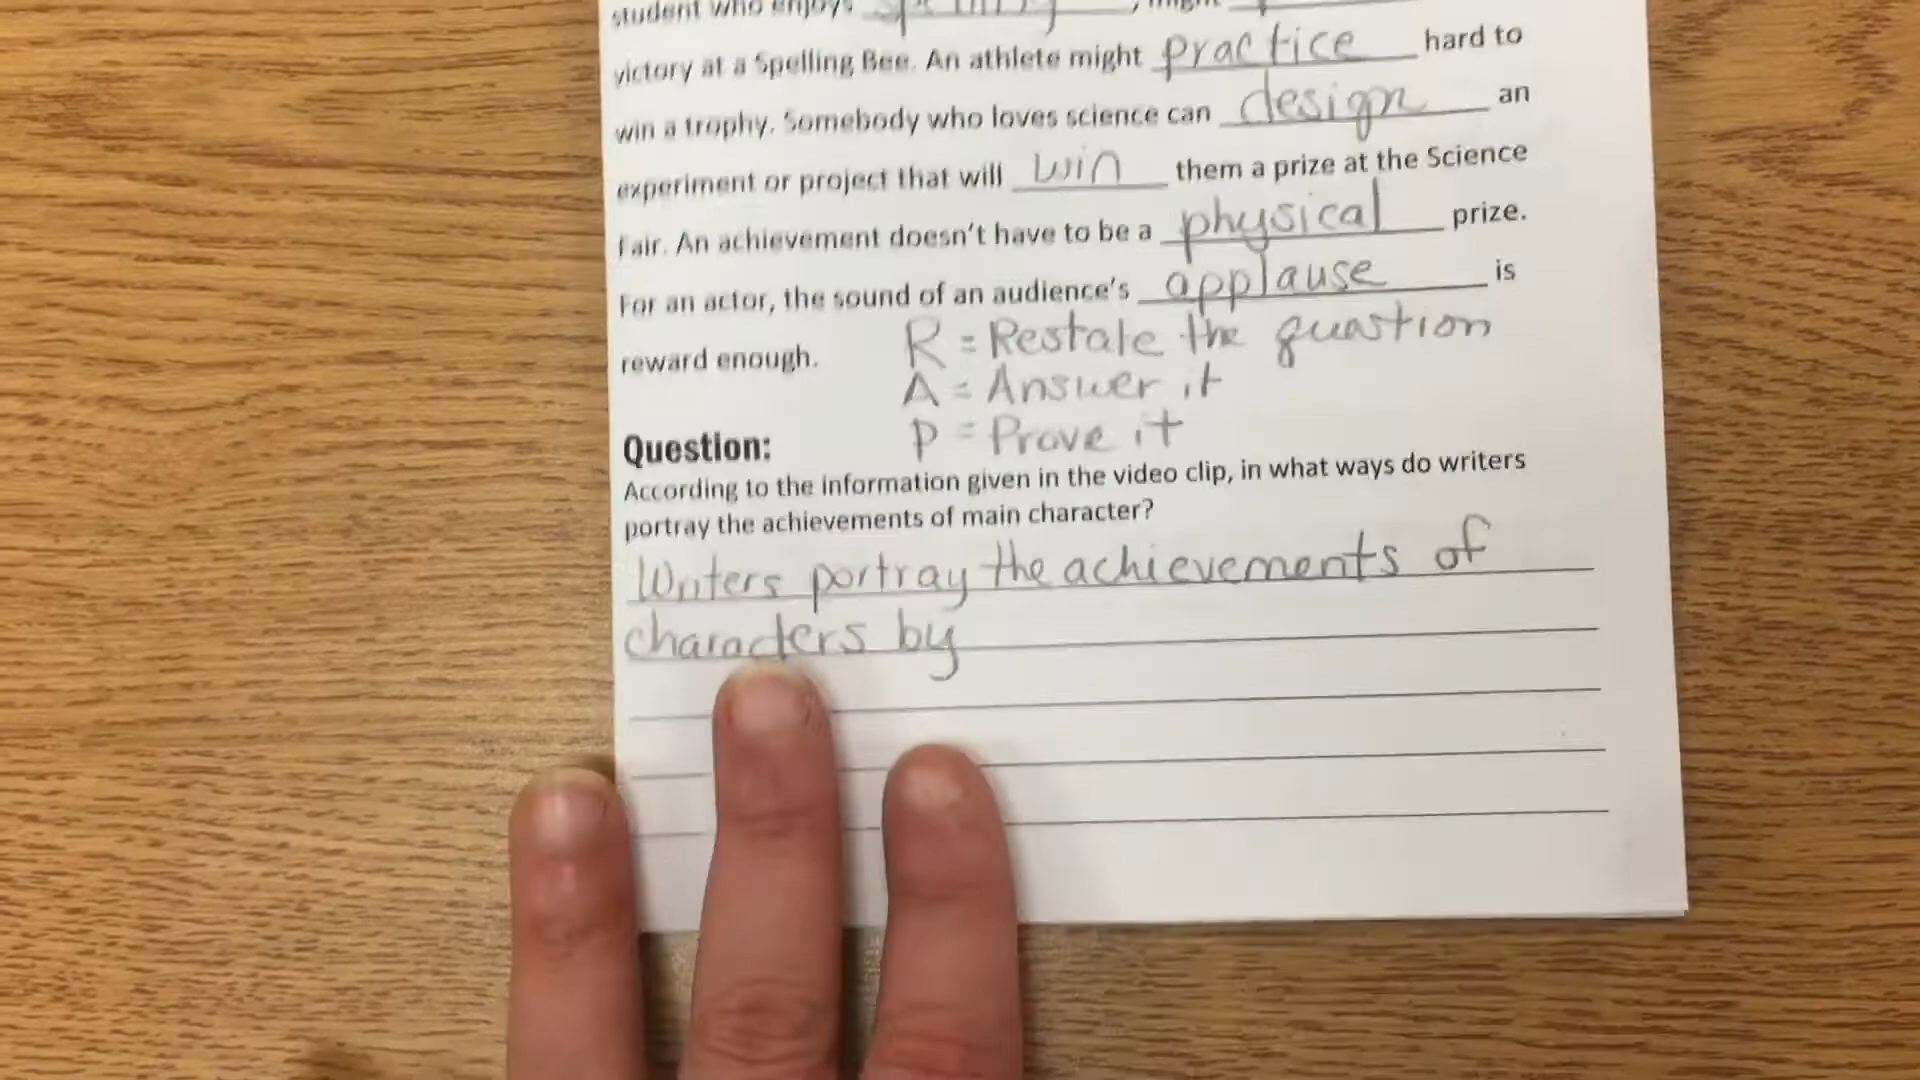 student who enjoys
victory at a Spelling Bee. An athlete might practice hard to
win a trophy. Somebody who loves science can design an
experiment or project that will win them a prize at the Science
Fair. An achievement doesn't have to be a physical prize.
For an actor, the sound of an audience's applause is
reward enough.
R = Restate the question
A = Answer it
P = Prove it
Question:
According to the information given in the video clip, in what ways do writers
portray the achievements of main character?
Writers portray the achievements of
characters by